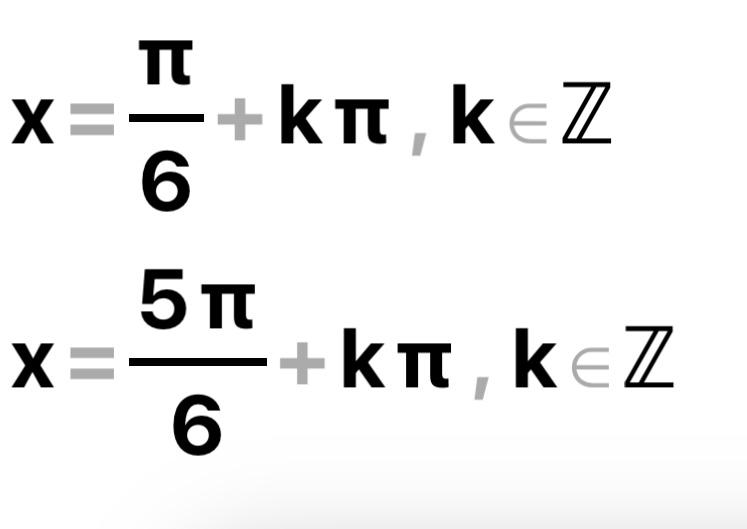 x = π/6 + kπ , k ∈ ℤ
x = 5π/6 + kπ , k ∈ ℤ